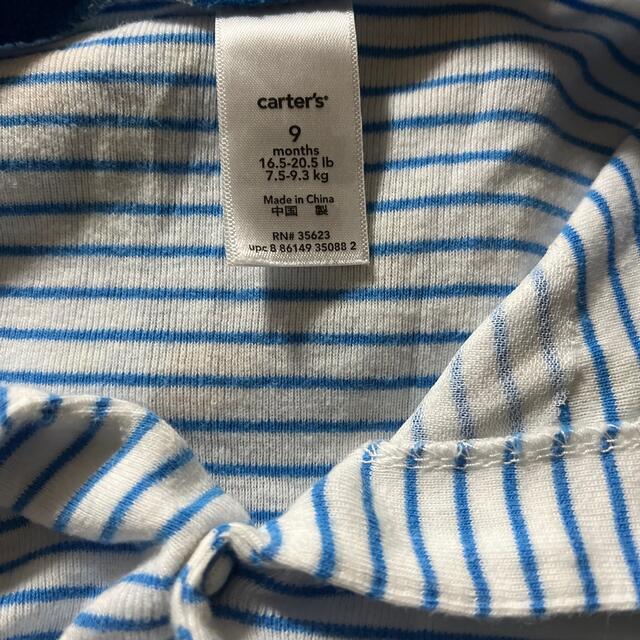 carter's
9
months
16.5-20.5 lb
7.5-9.3 kg
Made in China
中国 製
RN# 35623
upc 8 86149 35088 2